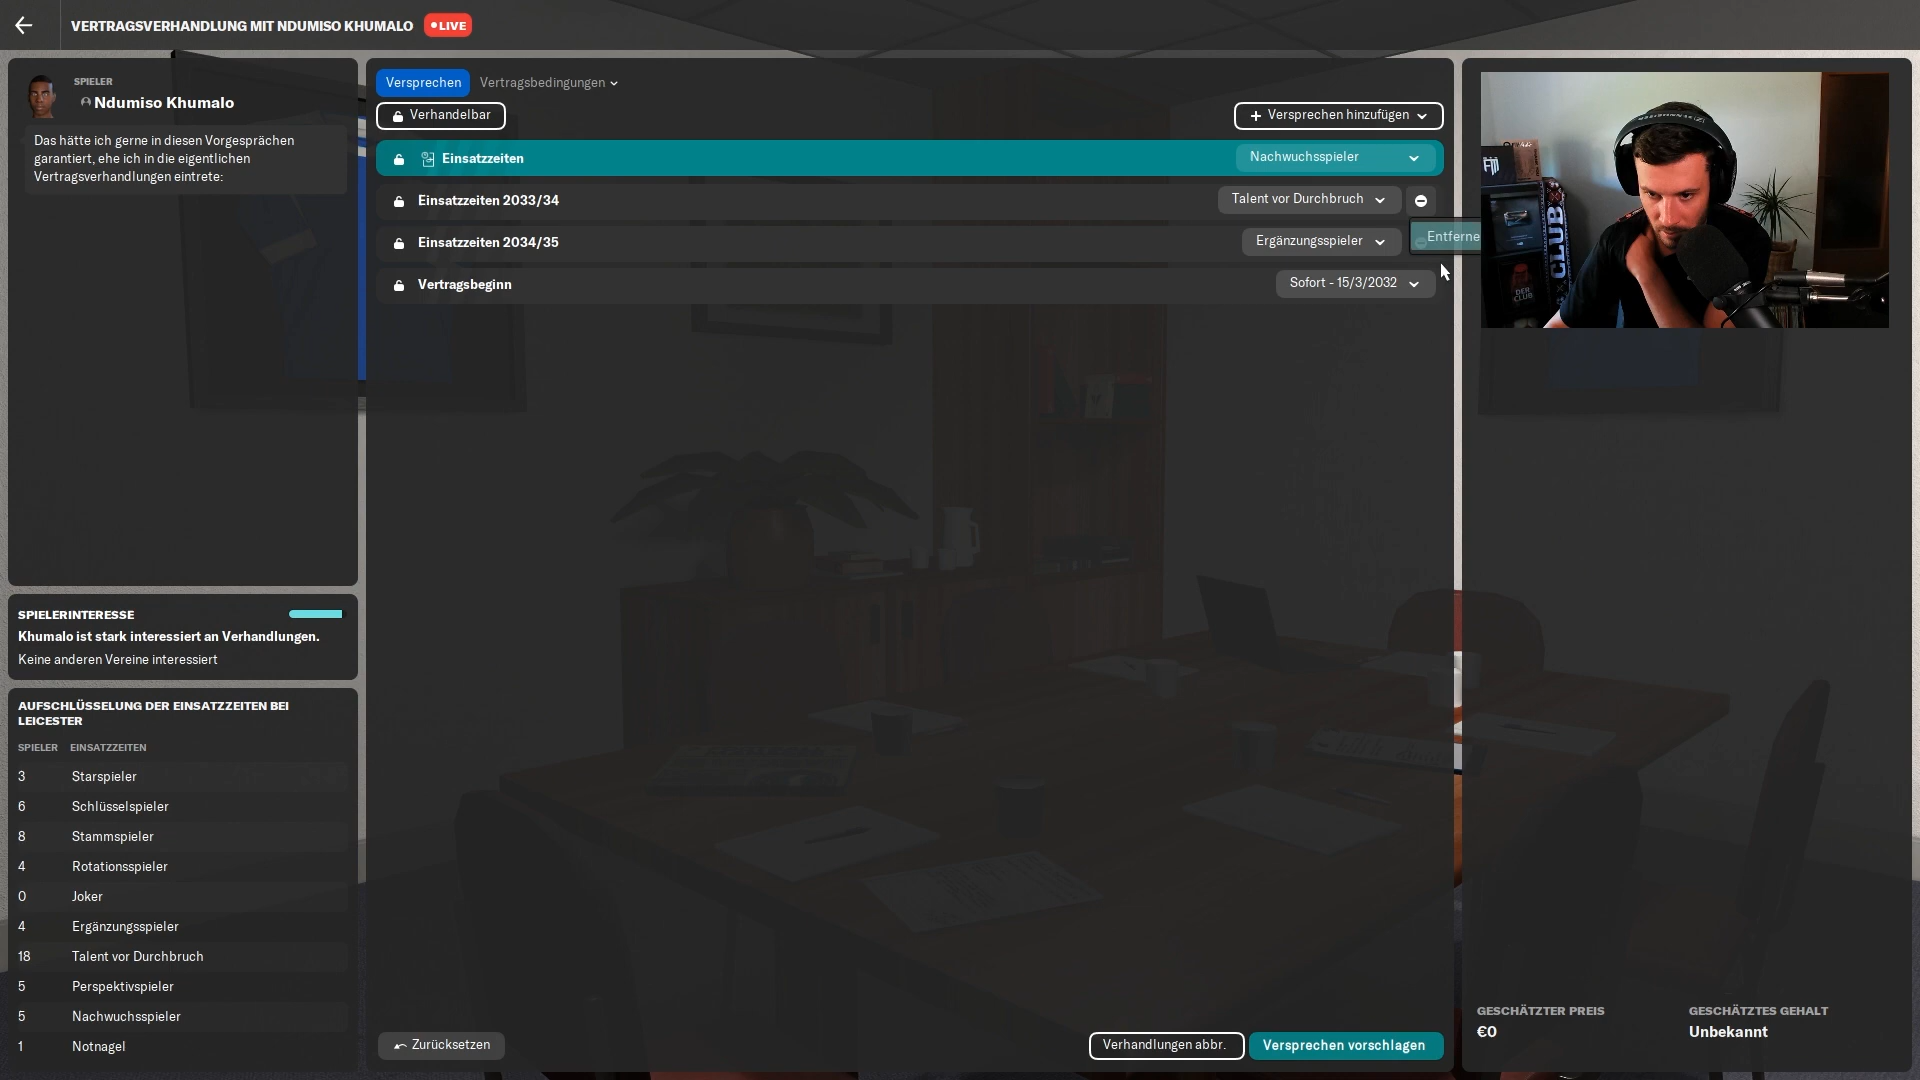 VERTRAGSVERHANDLUNG MIT NDUMISO KHUMALO
LIVE
SPIELER
Ndumiso Khumalo
Das hätte ich gerne in diesen Vorgesprächen
garantiert, ehe ich in die eigentlichen
Vertragsverhandlungen eintrete:
Versprechen
Vertragsbedingungen
Verhandelbar
Versprechen hinzufügen
Einsatzzeiten
Nachwuchsspieler
Einsatzzeiten 2033/34
Talent vor Durchbruch
Einsatzzeiten 2034/35
Ergänzungsspieler
Entferne
Vertragsbeginn
Sofort - 15/3/2032
CLUB
DER
CLUB
SPIELERINTERESSE
Khumalo ist stark interessiert an Verhandlungen.
Keine anderen Vereine interessiert
AUFSCHLÜSSELUNG DER EINSATZZEITEN BEI
LEICESTER
SPIELER EINSATZZEITEN
3 Starspieler
6 Schlüsselspieler
8 Stammspieler
4 Rotationsspieler
0 Joker
4 Ergänzungsspieler
18 Talent vor Durchbruch
5 Perspektivspieler
5 Nachwuchsspieler
1 Notnagel
Zurücksetzen
Verhandlungen abbr.
Versprechen vorschlagen
GESCHÄTZTER PREIS
€0
GESCHÄTZTES GEHALT
Unbekannt